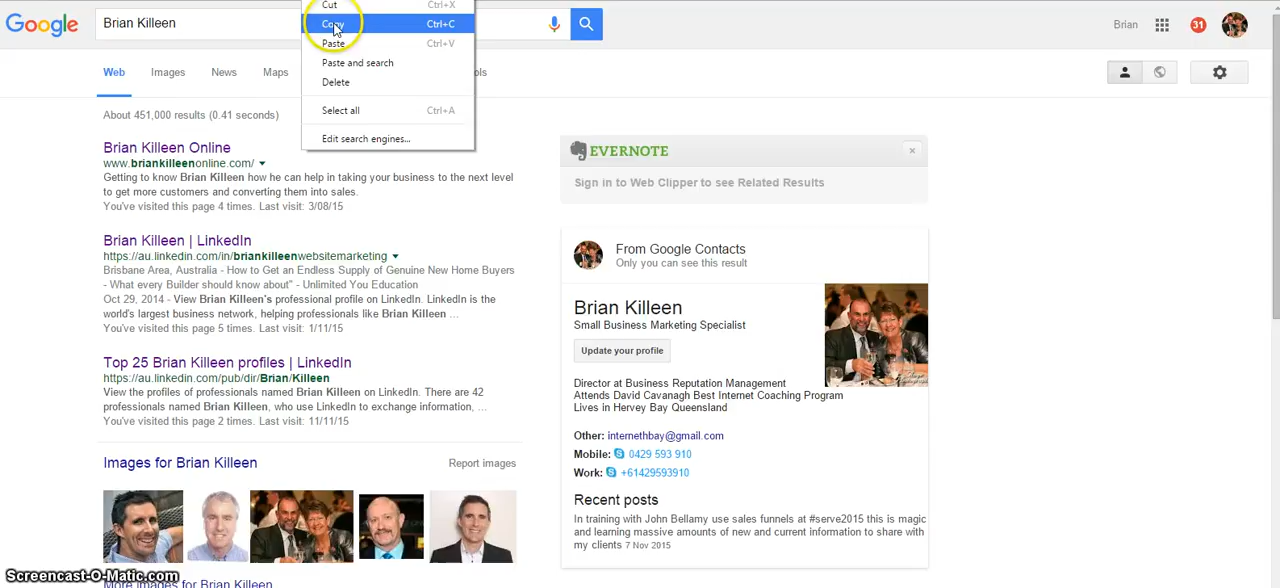 Google
Brian Killeen
Brian
31
Cut Ctrl+X
Copy Ctrl+C
Paste Ctrl+V
Paste and search
Delete
Select all Ctrl+A
Edit search engines...
Web Images News Maps
About 451,000 results (0.41 seconds)
Brian Killeen Online
www.briankilleenonline.com/
Getting to know Brian Killeen how he can help in taking your business to the next level
to get more customers and converting them into sales.
You've visited this page 4 times. Last visit: 3/08/15
Brian Killeen | LinkedIn
https://au.linkedin.com/in/briankilleenwebsitemarketing
Brisbane Area, Australia - How to Get an Endless Supply of Genuine New Home Buyers
- What every Builder should know about" - Unlimited You Education
Oct 29, 2014 - View Brian Killeen's professional profile on LinkedIn. LinkedIn is the
world's largest business network, helping professionals like Brian Killeen ...
You've visited this page 5 times. Last visit: 1/11/15
Top 25 Brian Killeen profiles | LinkedIn
https://au.linkedin.com/pub/dir/Brian/Killeen
View the profiles of professionals named Brian Killeen on LinkedIn. There are 42
professionals named Brian Killeen, who use LinkedIn to exchange information, ...
You've visited this page 2 times. Last visit: 11/11/15
Images for Brian Killeen
Report images
More images for Brian Killeen
EVERNOTE
×
Sign in to Web Clipper to see Related Results
From Google Contacts
Only you can see this result
Brian Killeen
Small Business Marketing Specialist
Update your profile
Director at Business Reputation Management
Attends David Cavanagh Best Internet Coaching Program
Lives in Hervey Bay Queensland
Other: internethbay@gmail.com
Mobile: 0429 593 910
Work: +61429593910
Recent posts
In training with John Bellamy use sales funnels at #serve2015 this is magic
and learning massive amounts of new and current information to share with
my clients 7 Nov 2015
Screencast-O-Matic.com